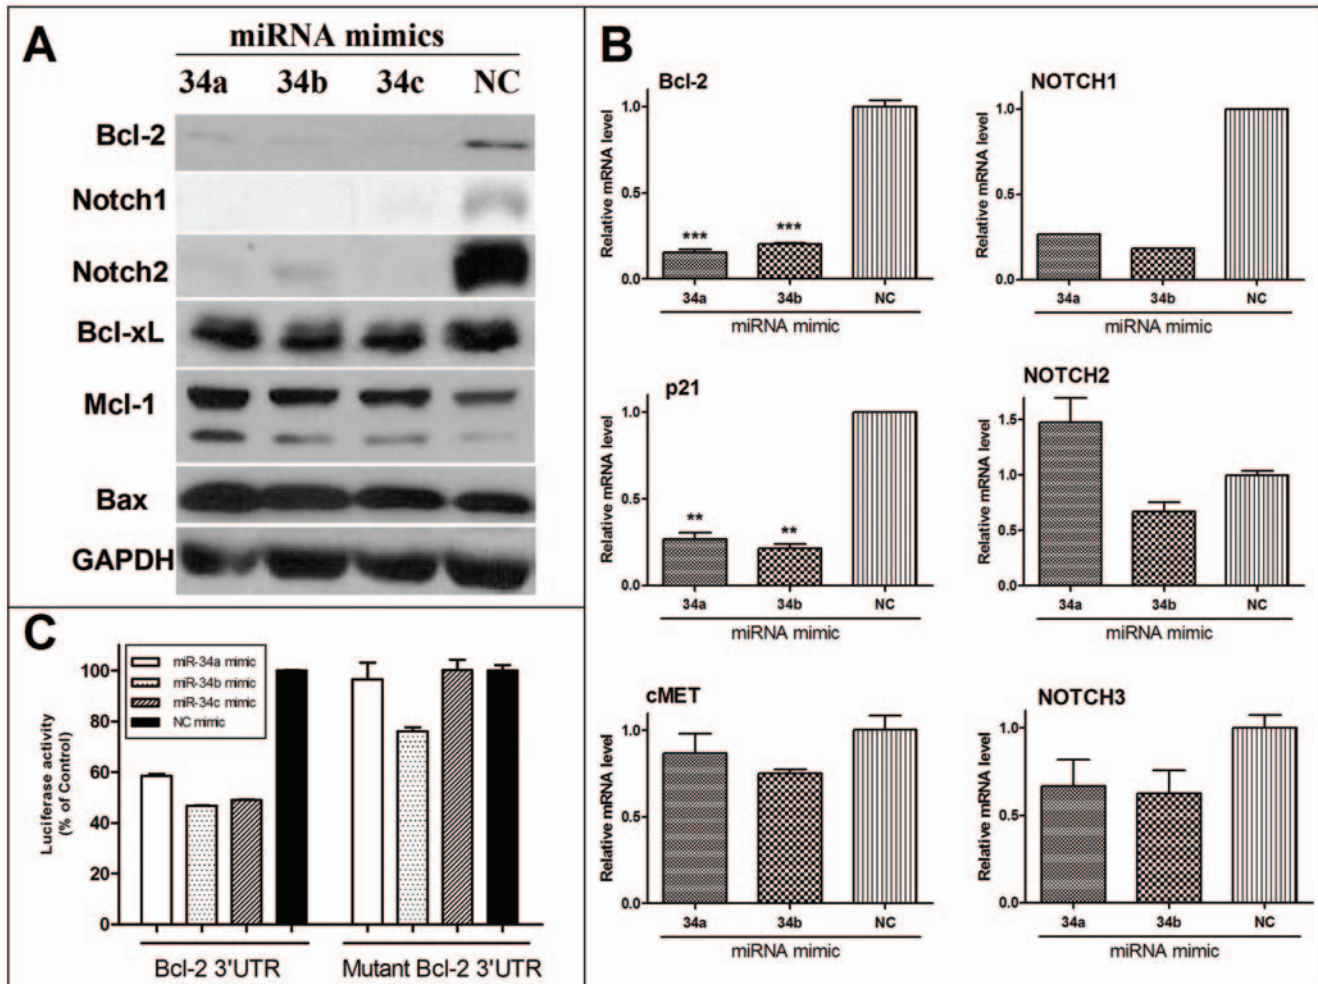 A
miRNA mimics
34a 34b 34c NC
Bcl-2
Notch1
Notch2
Bcl-xL
Mcl-1
Bax
GAPDH
B
Bcl-2
Relative mRNA level
1.0
0.5
0.0
***
***
34a 34b NC
miRNA mimic
NOTCH1
Relative mRNA level
1.0
0.5
0.0
34a 34b NC
miRNA mimic
p21
Relative mRNA level
1.0
0.5
0.0
**
**
34a 34b NC
miRNA mimic
NOTCH2
Relative mRNA level
1.5
1.0
0.5
0.0
34a 34b NC
miRNA mimic
cMET
Relative mRNA level
1.0
0.5
0.0
34a 34b NC
miRNA mimic
NOTCH3
Relative mRNA level
1.0
0.5
0.0
34a 34b NC
miRNA mimic
C
miR-34a mimic
miR-34b mimic
miR-34c mimic
NC mimic
Luciferase activity
(% of Control)
100
80
60
40
20
0
Bcl-2 3'UTR
Mutant Bcl-2 3'UTR